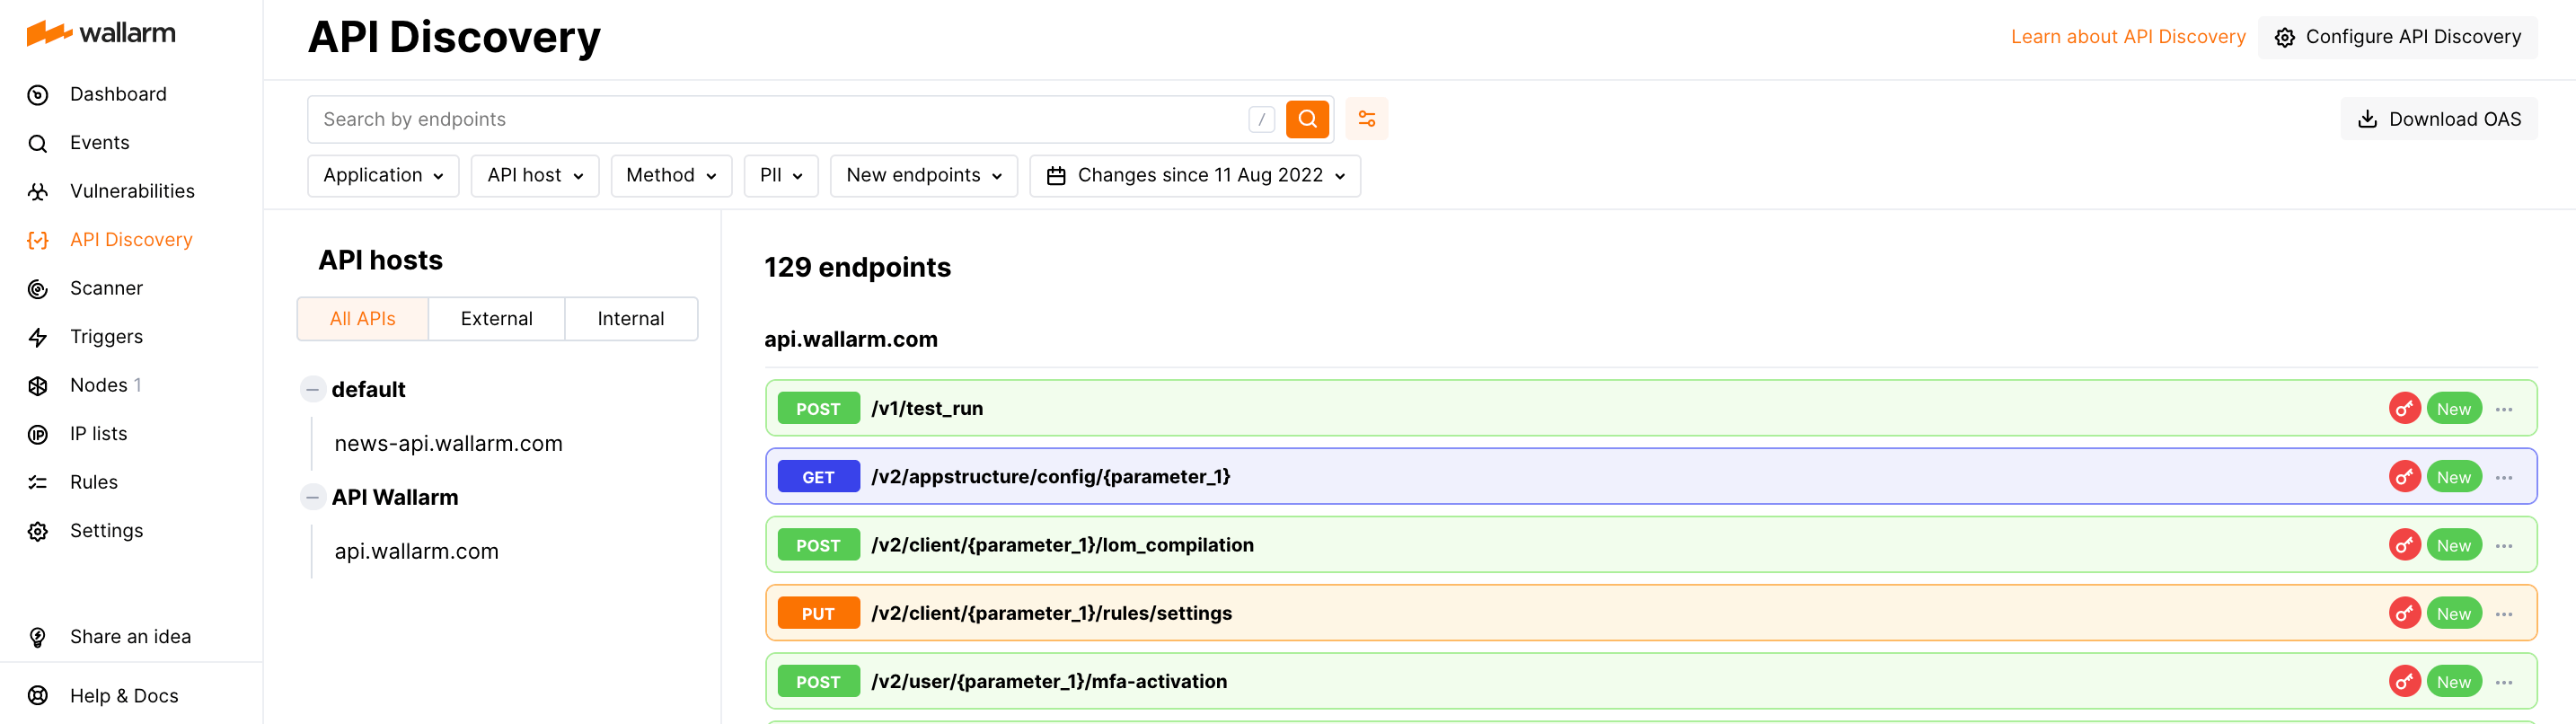 wallarm
Dashboard
Events
Vulnerabilities
API Discovery
Scanner
Triggers
Nodes 1
IP lists
Rules
Settings
Share an idea
Help & Docs
API Discovery
Learn about API Discovery
Configure API Discovery
Search by endpoints
/
Download OAS
Application
API host
Method
PII
New endpoints
Changes since 11 Aug 2022
API hosts
All APIs
External
Internal
default
news-api.wallarm.com
API Wallarm
api.wallarm.com
129 endpoints
api.wallarm.com
POST /v1/test_run New
GET /v2/appstructure/config/{parameter_1} New
POST /v2/client/{parameter_1}/lom_compilation New
PUT /v2/client/{parameter_1}/rules/settings New
POST /v2/user/{parameter_1}/mfa-activation New